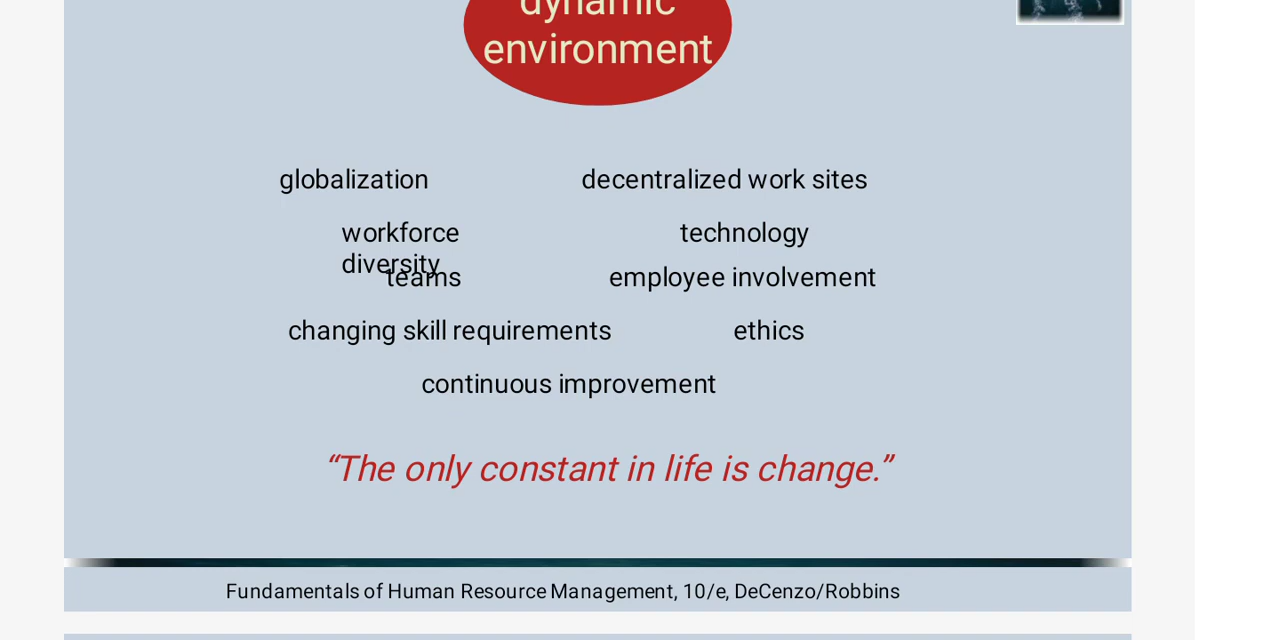 dynamic
environment
globalization
decentralized work sites
workforce
diversity
technology
teams
employee involvement
changing skill requirements
ethics
continuous improvement
“The only constant in life is change.”
Fundamentals of Human Resource Management, 10/e, DeCenzo/Robbins